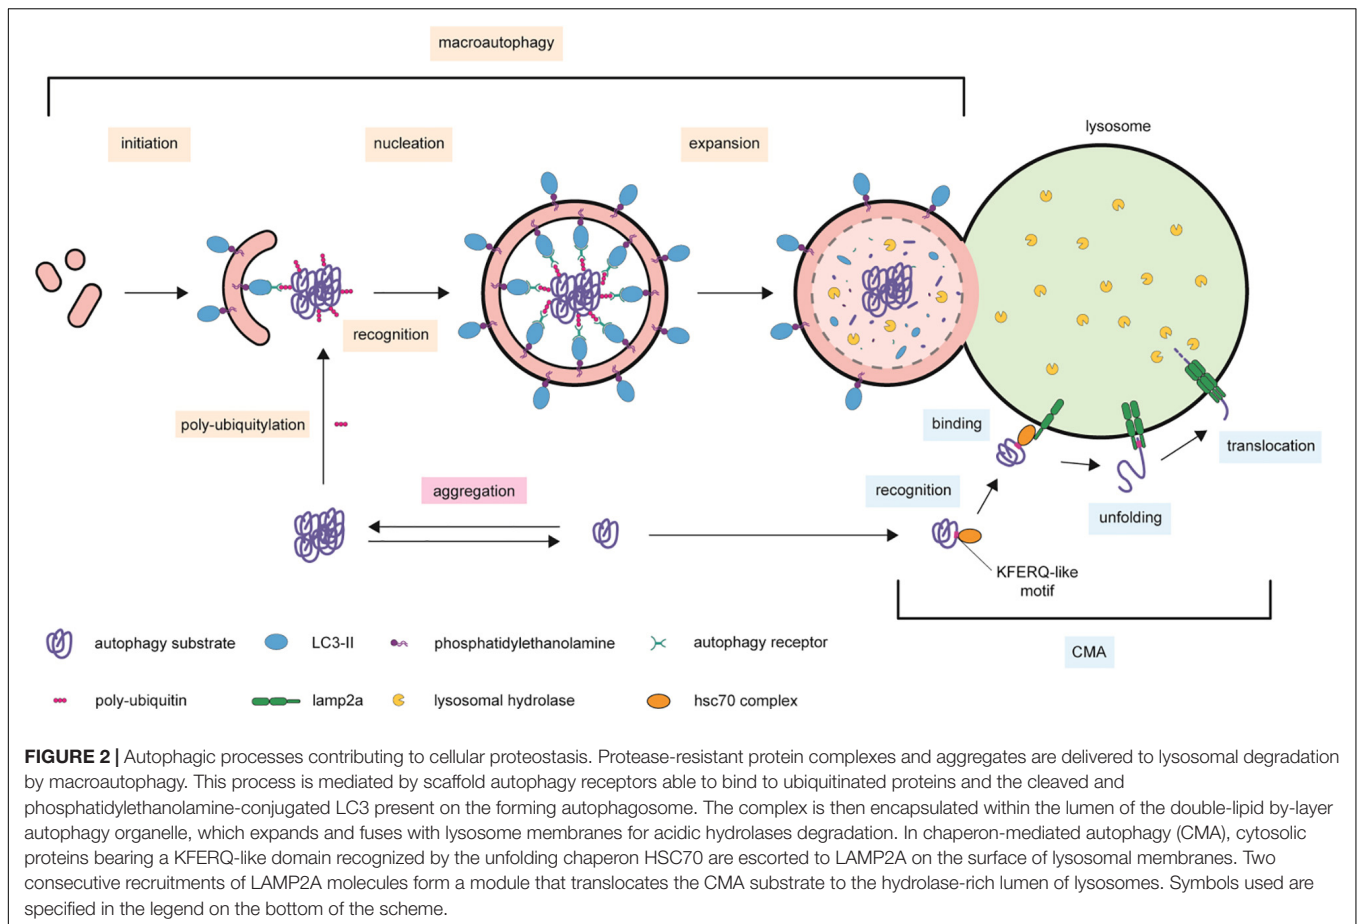 macroautophagy
initiation
nucleation
expansion
lysosome
recognition
poly-ubiquitylation
binding
translocation
aggregation
recognition
unfolding
KFERQ-like
motif
CMA
autophagy substrate
LC3-II
phosphatidylethanolamine
autophagy receptor
poly-ubiquitin
lamp2a
lysosomal hydrolase
hsc70 complex
FIGURE 2 | Autophagic processes contributing to cellular proteostasis. Protease-resistant protein complexes and aggregates are delivered to lysosomal degradation
by macroautophagy. This process is mediated by scaffold autophagy receptors able to bind to ubiquitinated proteins and the cleaved and
phosphatidylethanolamine-conjugated LC3 present on the forming autophagosome. The complex is then encapsulated within the lumen of the double-lipid by-layer
autophagy organelle, which expands and fuses with lysosome membranes for acidic hydrolases degradation. In chaperon-mediated autophagy (CMA), cytosolic
proteins bearing a KFERQ-like domain recognized by the unfolding chaperon HSC70 are escorted to LAMP2A on the surface of lysosomal membranes. Two
consecutive recruitments of LAMP2A molecules form a module that translocates the CMA substrate to the hydrolase-rich lumen of lysosomes. Symbols used are
specified in the legend on the bottom of the scheme.